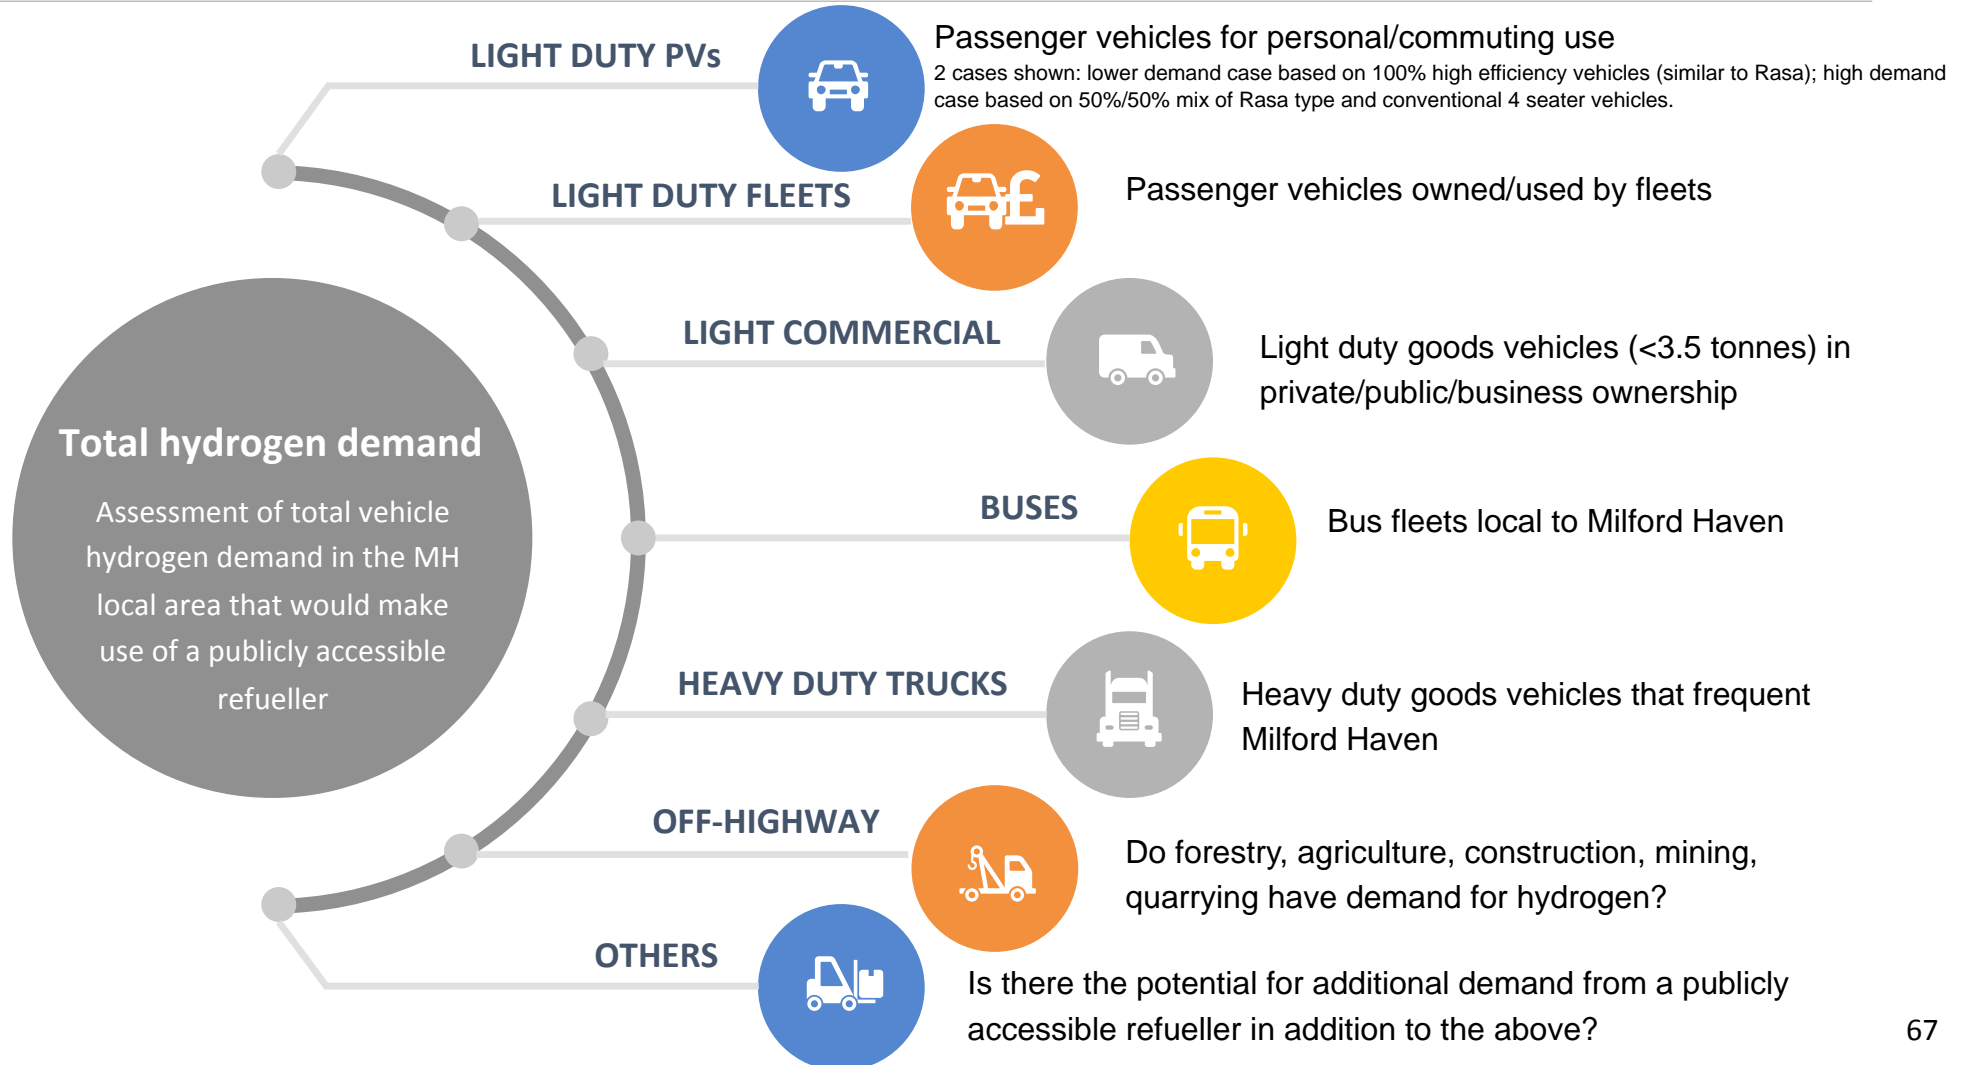 LIGHT DUTY PVs
Passenger vehicles for personal/commuting use
2 cases shown: lower demand case based on 100% high efficiency vehicles (similar to Rasa); high demand
case based on 50%/50% mix of Rasa type and conventional 4 seater vehicles.
LIGHT DUTY FLEETS
£
Passenger vehicles owned/used by fleets
LIGHT COMMERCIAL
Light duty goods vehicles (<3.5 tonnes) in
private/public/business ownership
Total hydrogen demand
Assessment of total vehicle
hydrogen demand in the MH
local area that would make
use of a publicly accessible
refueller
BUSES
Bus fleets local to Milford Haven
HEAVY DUTY TRUCKS
Heavy duty goods vehicles that frequent
Milford Haven
OFF-HIGHWAY
Do forestry, agriculture, construction, mining,
quarrying have demand for hydrogen?
OTHERS
Is there the potential for additional demand from a publicly
accessible refueller in addition to the above?
67